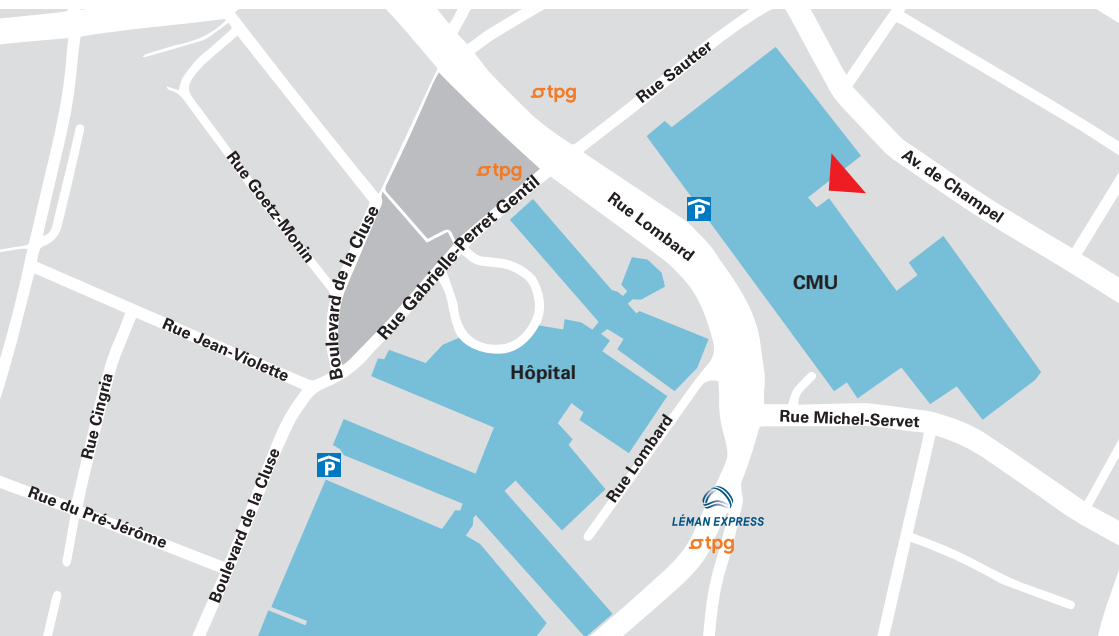 tpg
Rue Sautter
tpg
Av. de Champel
Rue Goetz-Monin
Rue Lombard
P
Boulevard de la Cluse
Rue Gabrielle-Perret Gentil
CMU
Rue Jean-Violette
Hôpital
Rue Cingria
Rue Michel-Servet
Rue Lombard
P
Boulevard de la Cluse
Rue du Pré-Jérôme
LÉMAN EXPRESS
tpg